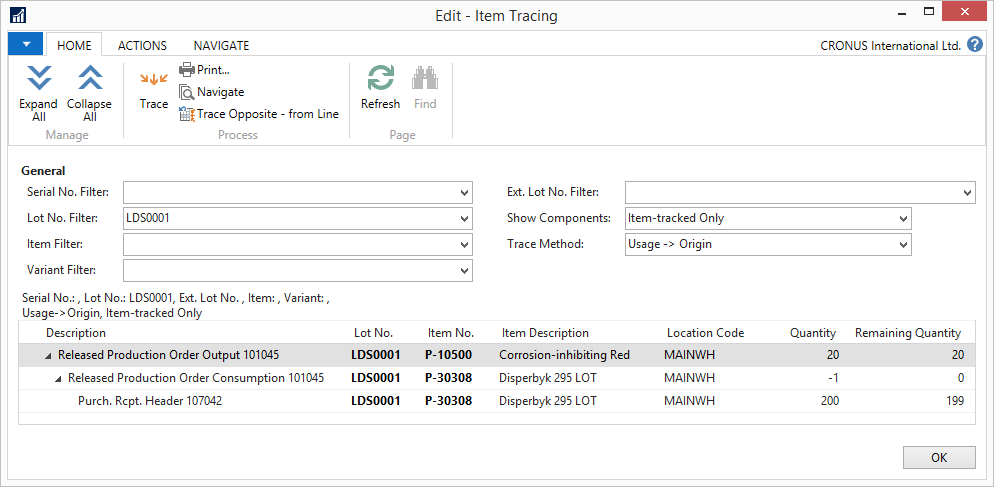 Edit - Item Tracing
HOME ACTIONS NAVIGATE CRONUS International Ltd. ?
Expand All
Collapse All
Manage
Trace
Print...
Navigate
Trace Opposite - from Line
Process
Refresh
Find
Page
General
Serial No. Filter:
Ext. Lot No. Filter:
Lot No. Filter: LDS0001
Show Components: Item-tracked Only
Item Filter:
Trace Method: Usage -> Origin
Variant Filter:
Serial No.: , Lot No.: LDS0001, Ext. Lot No. , Item: , Variant: ,
Usage->Origin, Item-tracked Only
Description Lot No. Item No. Item Description Location Code Quantity Remaining Quantity
Released Production Order Output 101045 LDS0001 P-10500 Corrosion-inhibiting Red MAINWH 20 20
Released Production Order Consumption 101045 LDS0001 P-30308 Disperbyk 295 LOT MAINWH -1 0
Purch. Rcpt. Header 107042 LDS0001 P-30308 Disperbyk 295 LOT MAINWH 200 199
OK